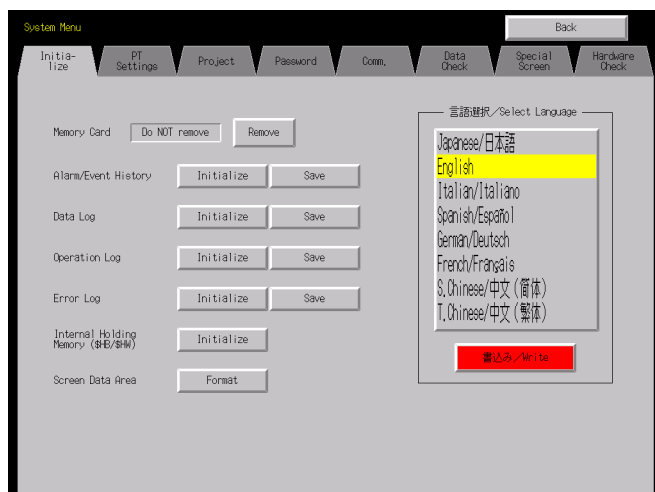 System Menu
Back
Initia-
lize
PT
Settings
Project
Password
Comm.
Data
Check
Special
Screen
Hardware
Check
言語選択／Select Language
Memory Card
Do NOT remove
Remove
Japanese/日本語
English
Italian/Italiano
Spanish/Español
German/Deutsch
French/Français
S.Chinese/中文(简体)
T.Chinese/中文(繁体)
書込み／Write
Alarm/Event History
Initialize
Save
Data Log
Initialize
Save
Operation Log
Initialize
Save
Error Log
Initialize
Save
Internal Holding
Memory ($HB/$HW)
Initialize
Screen Data Area
Format